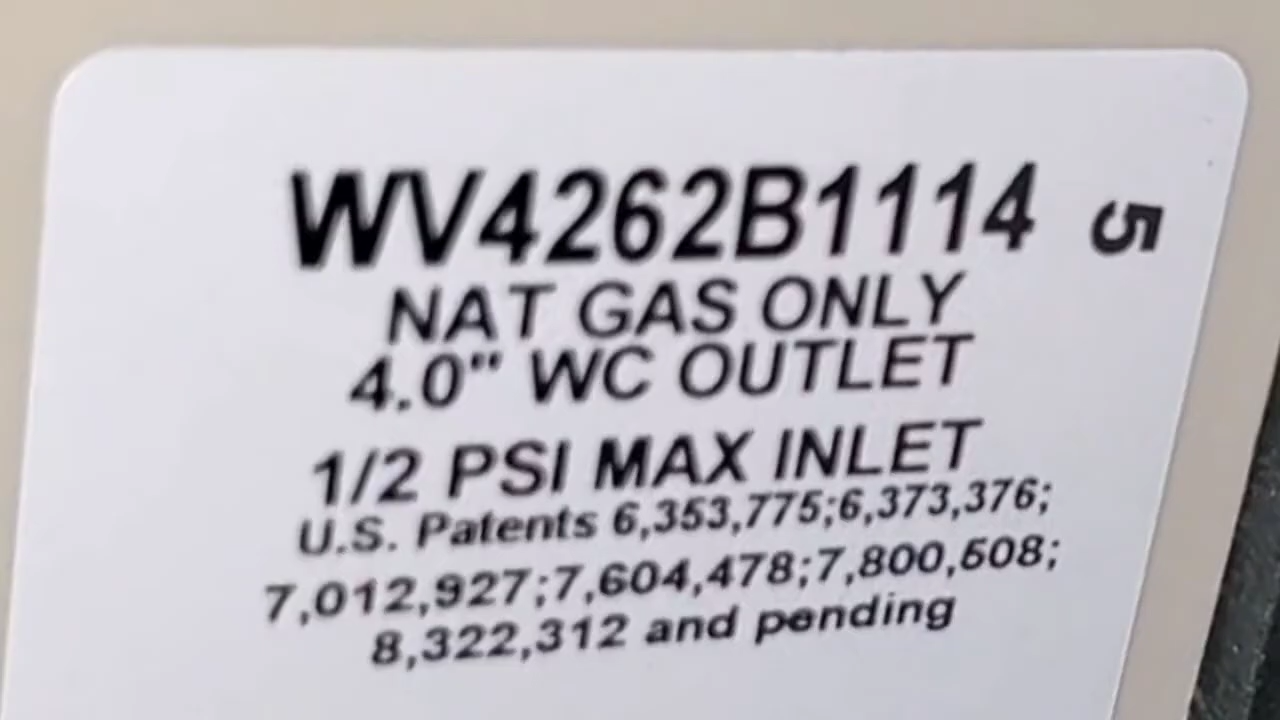 WV4262B1114 5
NAT GAS ONLY
4.0" WC OUTLET
1/2 PSI MAX INLET
U.S. Patents 6,353,775;6,373,376;
7,012,927;7,604,478;7,800,508;
8,322,312 and pending